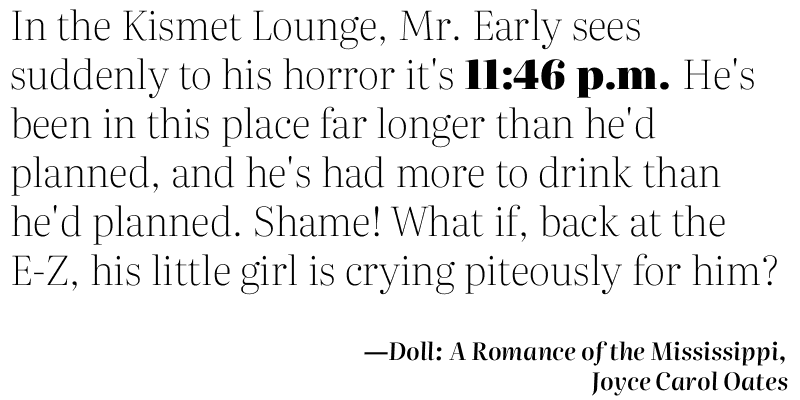 In the Kismet Lounge, Mr. Early sees
suddenly to his horror it's 11:46 p.m. He's
been in this place far longer than he'd
planned, and he's had more to drink than
he'd planned. Shame! What if, back at the
E-Z, his little girl is crying piteously for him?
—Doll: A Romance of the Mississippi,
Joyce Carol Oates